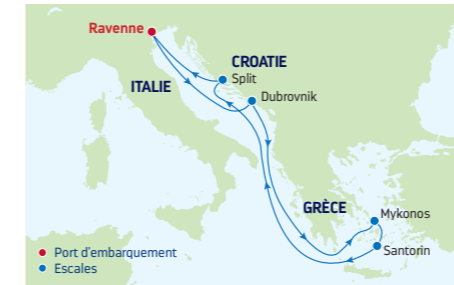 Ravenne
CROATIE
Split
ITALIE
Dubrovnik
GRÈCE
Mykonos
Santorin
Port d'embarquement
Escales